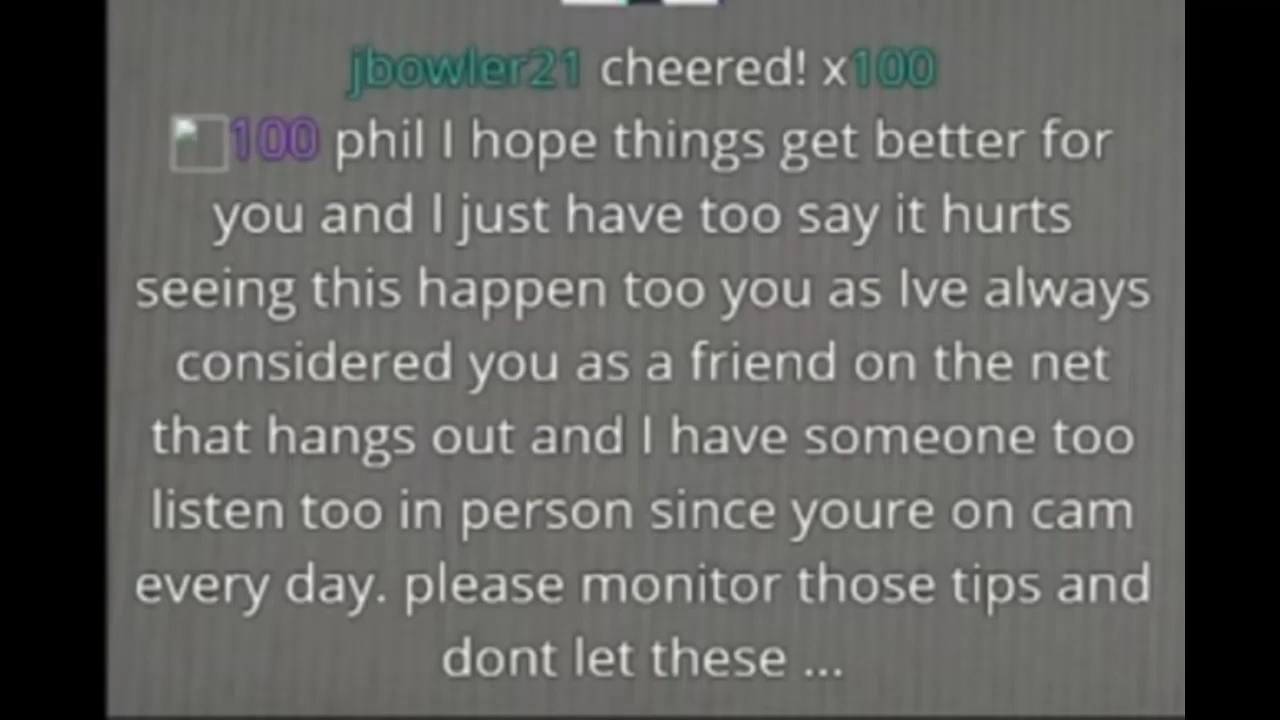 jbowler21 cheered! x100
100 phil I hope things get better for
you and I just have too say it hurts
seeing this happen too you as Ive always
considered you as a friend on the net
that hangs out and I have someone too
listen too in person since youre on cam
every day. please monitor those tips and
dont let these ...